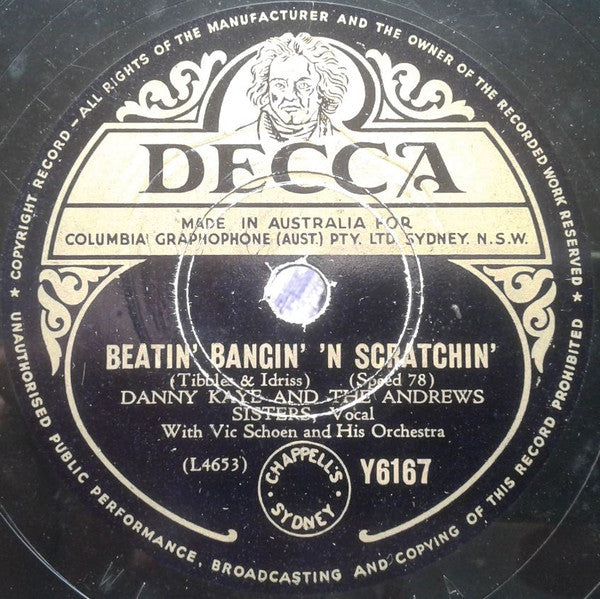 ★ COPYRIGHT RECORD – ALL RIGHTS OF THE MANUFACTURER AND THE OWNER OF THE RECORDED WORK RESERVED ★
DECCA
MADE IN AUSTRALIA FOR
COLUMBIA GRAPHOPHONE (AUST.) PTY. LTD. SYDNEY. N.S.W.
BEATIN' BANGIN' 'N SCRATCHIN'
(Tibbles & Idriss) (Speed 78)
DANNY KAYE AND THE ANDREWS
SISTERS, Vocal
With Vic Schoen and His Orchestra
(L4653)
CHAPPELL'S
• SYDNEY •
Y6167
UNAUTHORISED PUBLIC PERFORMANCE, BROADCASTING AND COPYING OF THIS RECORD PROHIBITED